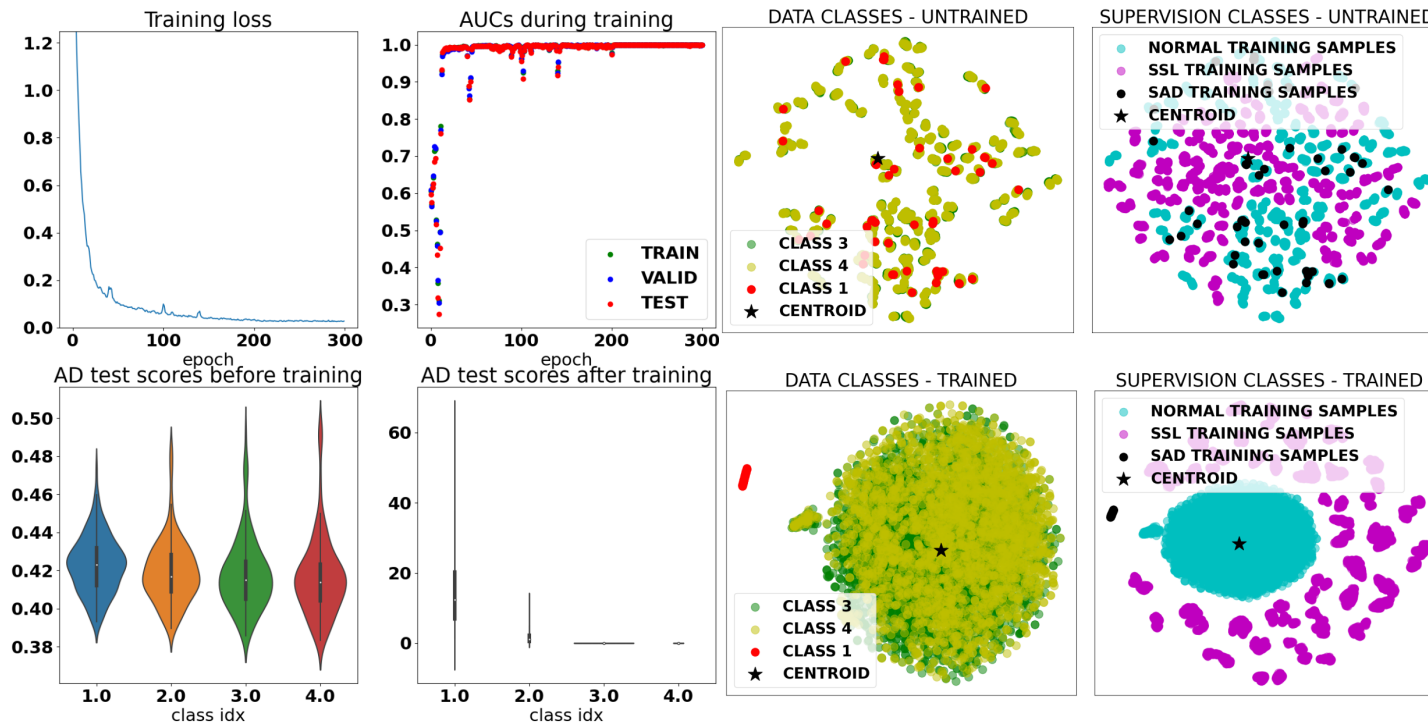 Training loss
1.2
1.0
0.8
0.6
0.4
0.2
0.0
0 100 200 300
epoch
AUCs during training
1.0
0.9
0.8
0.7
0.6
0.5
0.4
0.3
TRAIN
VALID
TEST
0 100 200 300
epoch
DATA CLASSES - UNTRAINED
CLASS 3
CLASS 4
CLASS 1
CENTROID
SUPERVISION CLASSES - UNTRAINED
NORMAL TRAINING SAMPLES
SSL TRAINING SAMPLES
SAD TRAINING SAMPLES
CENTROID
AD test scores before training
0.50
0.48
0.46
0.44
0.42
0.40
0.38
1.0 2.0 3.0 4.0
class idx
AD test scores after training
60
40
20
0
1.0 2.0 3.0 4.0
class idx
DATA CLASSES - TRAINED
CLASS 3
CLASS 4
CLASS 1
CENTROID
SUPERVISION CLASSES - TRAINED
NORMAL TRAINING SAMPLES
SSL TRAINING SAMPLES
SAD TRAINING SAMPLES
CENTROID